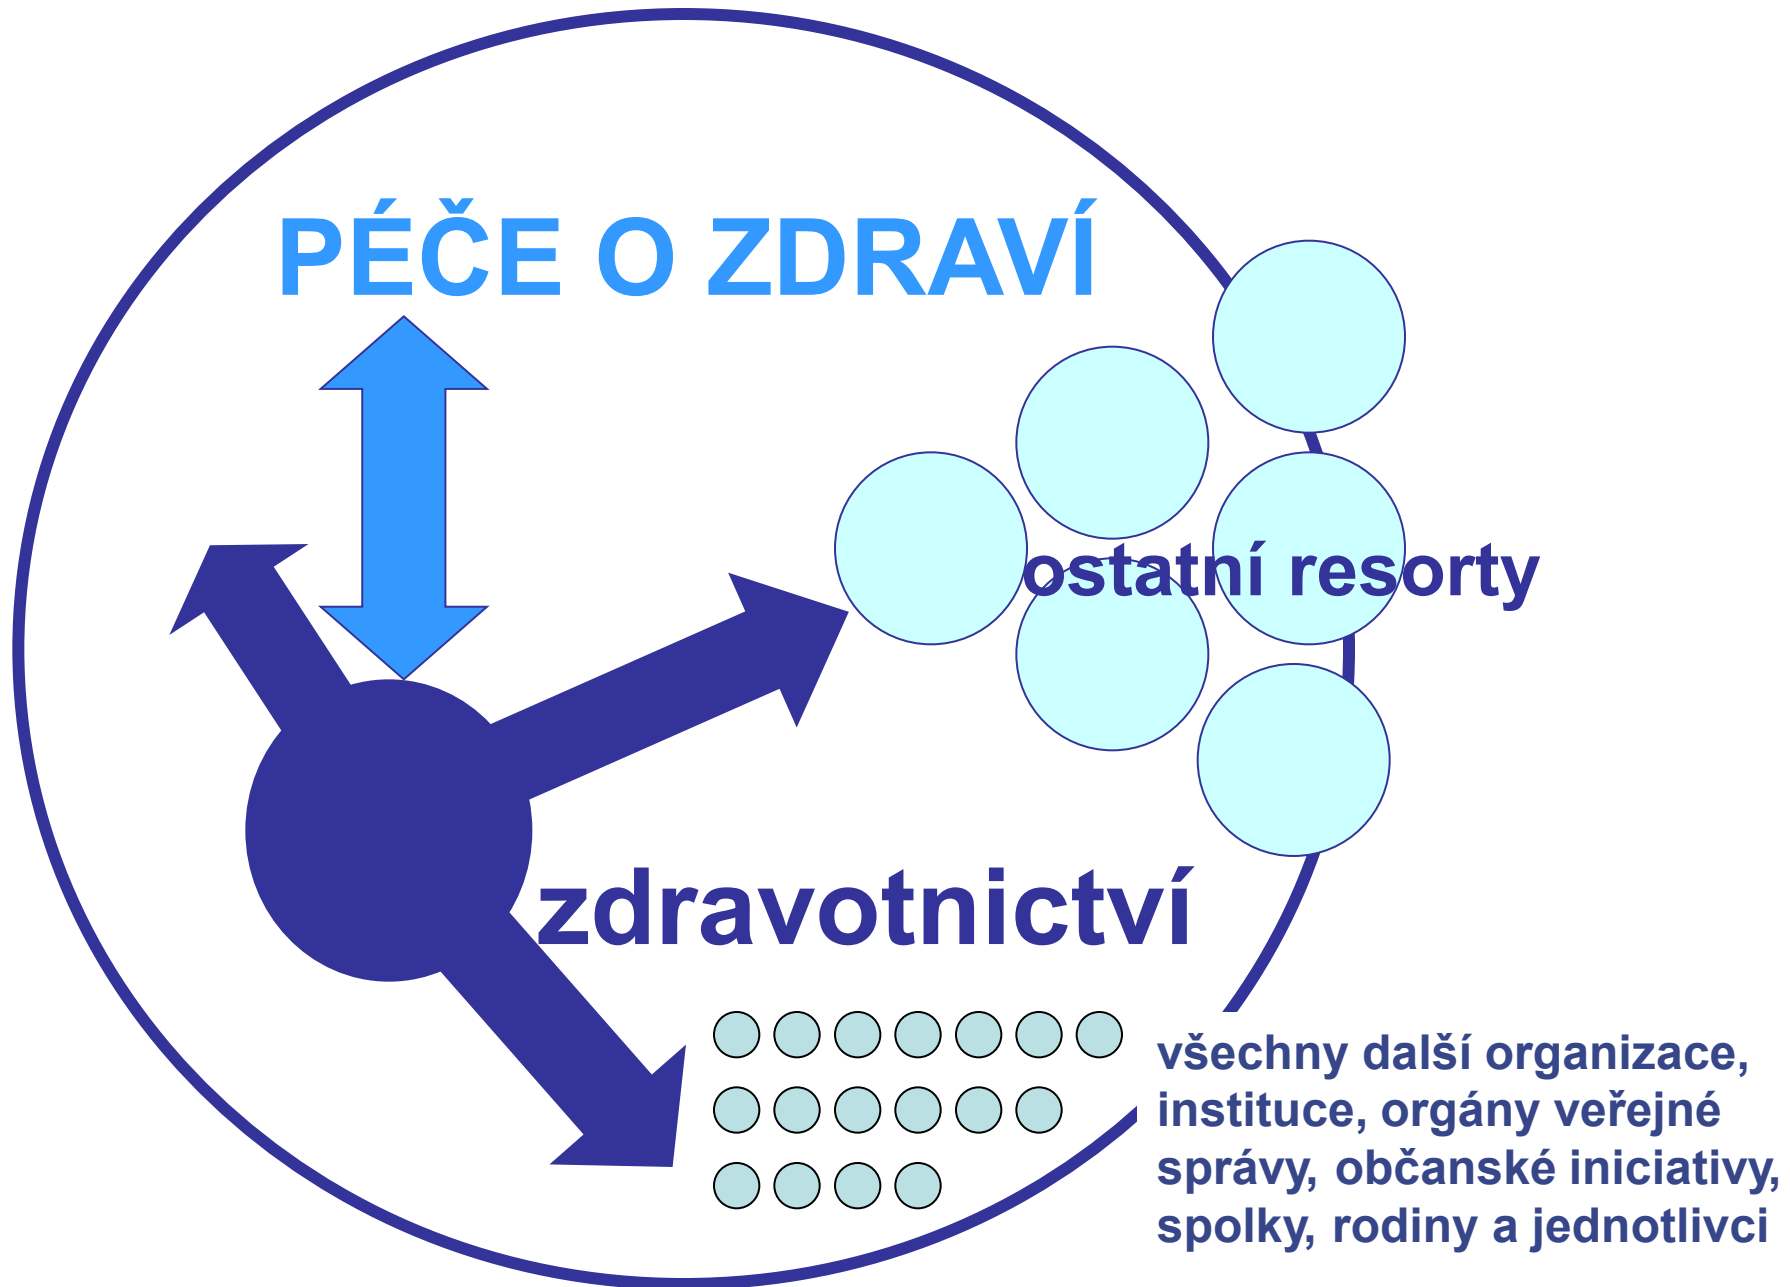 PÉČE O ZDRAVÍ
ostatní resorty
zdravotnictví
všechny další organizace,
instituce, orgány veřejné
správy, občanské iniciativy,
spolky, rodiny a jednotlivci